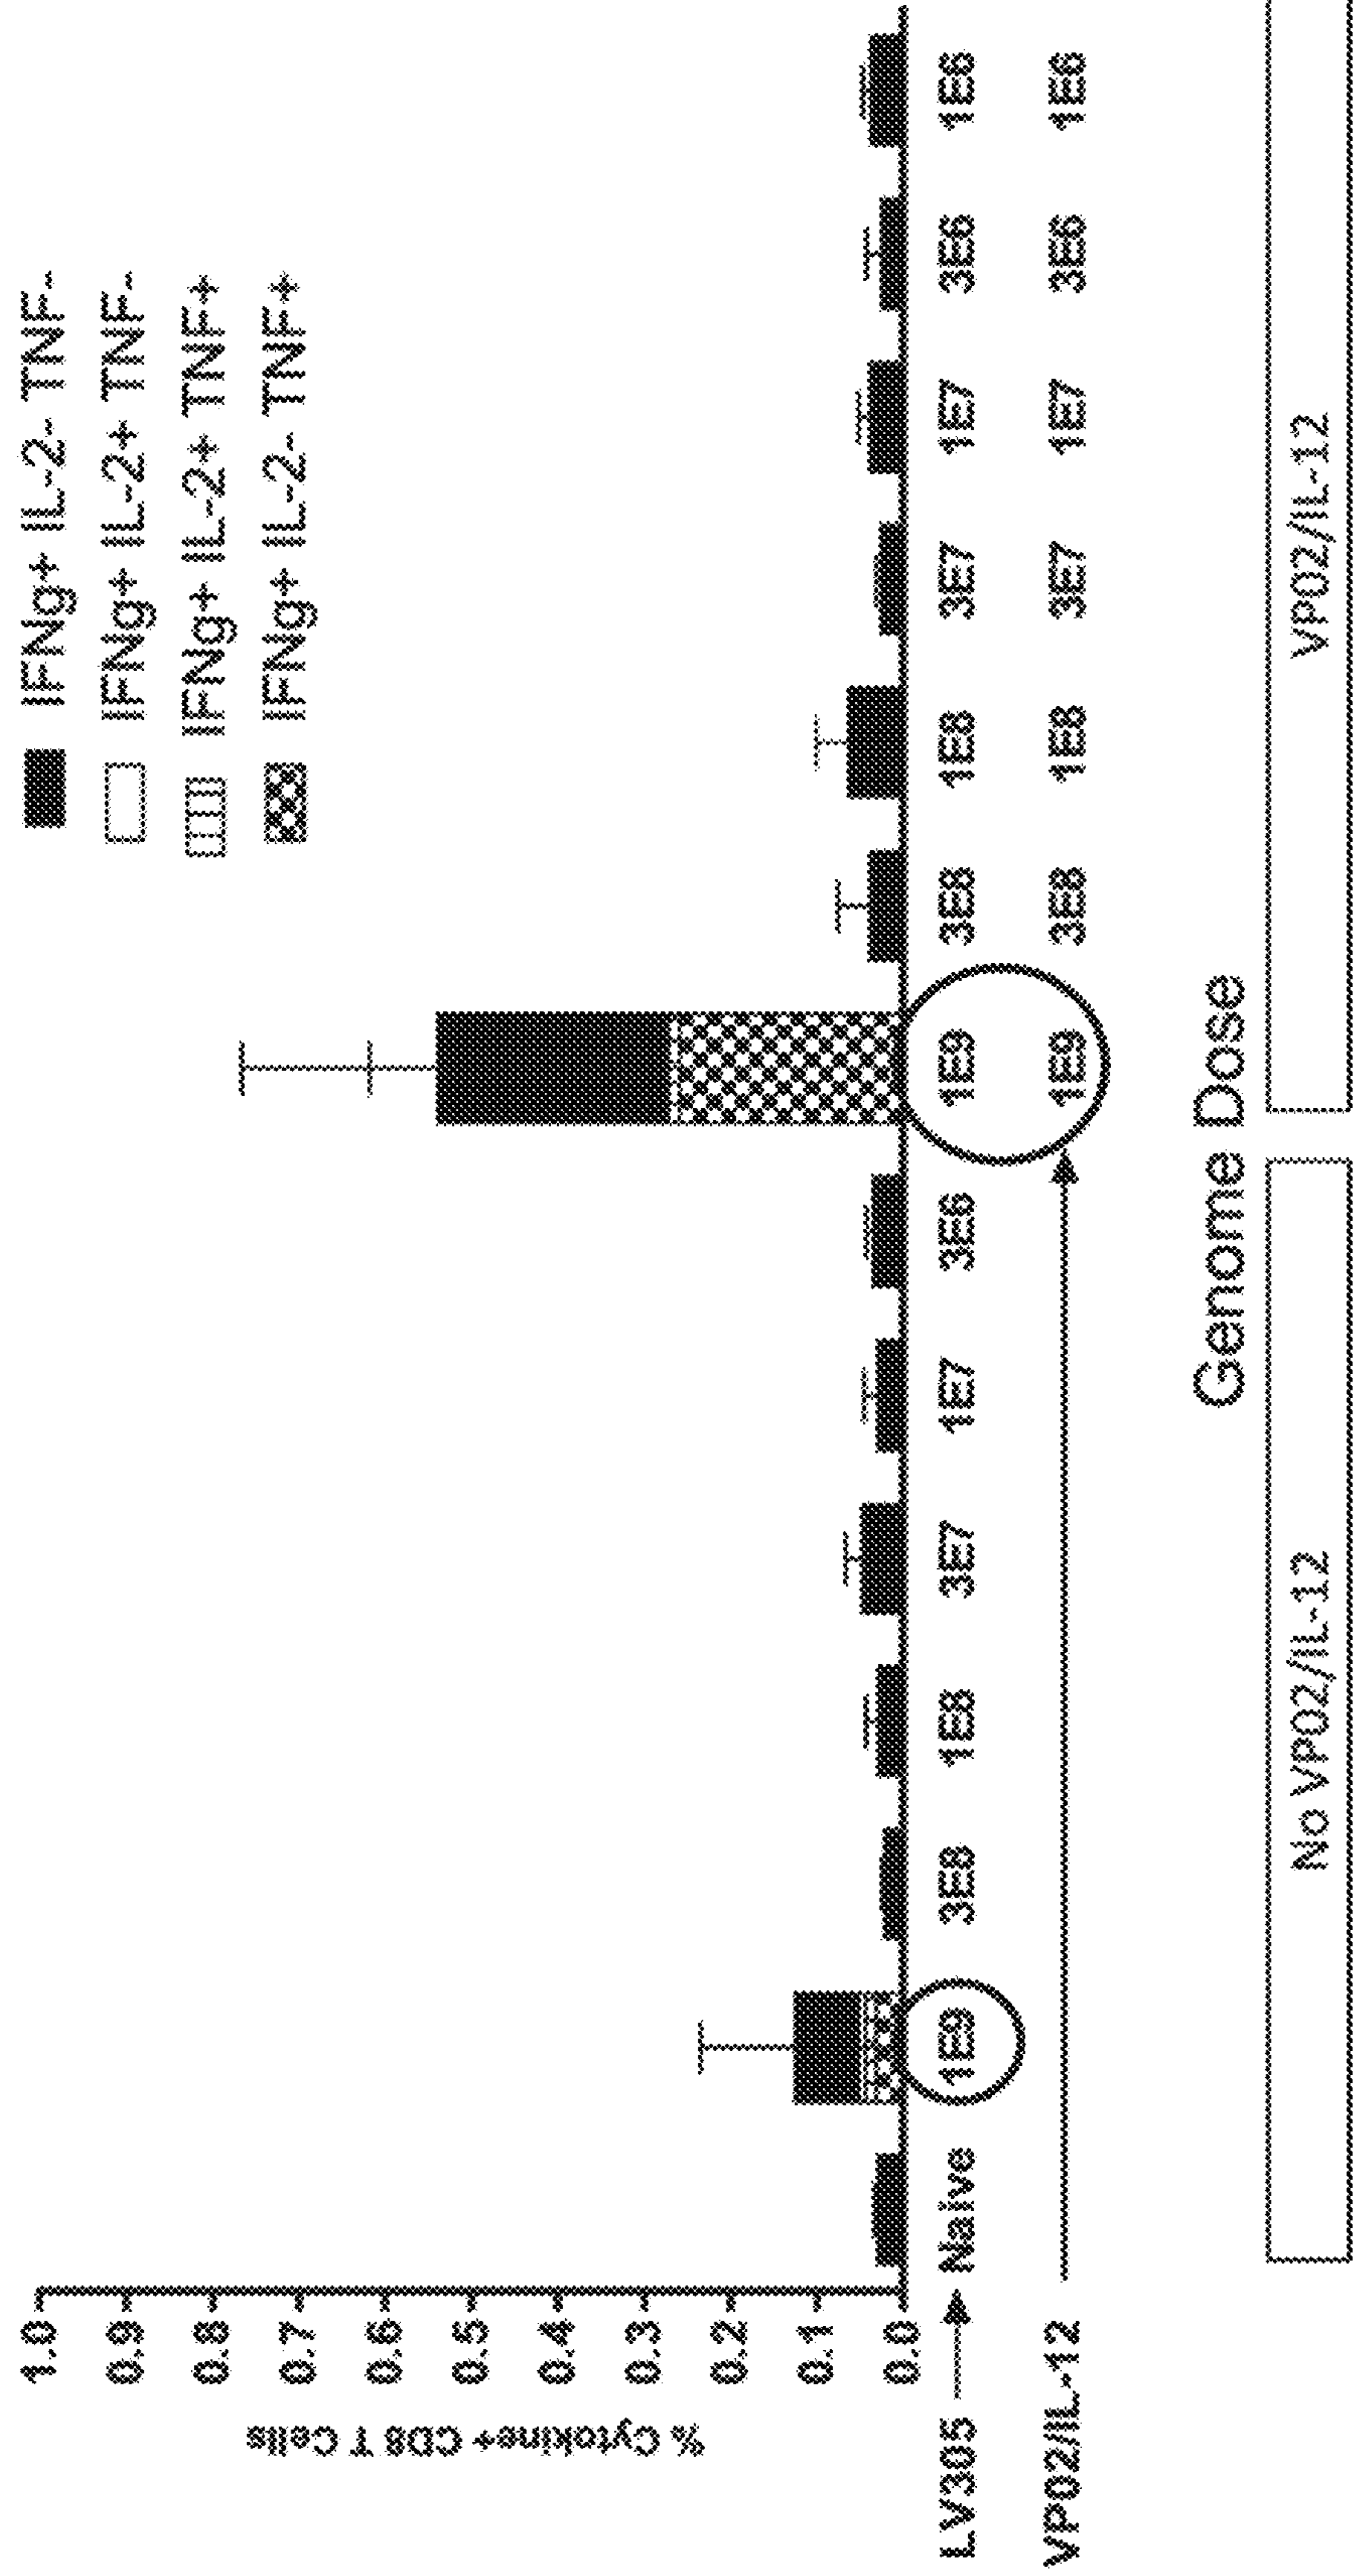 IFNg+ IL-2- TNF-
IFNg+ IL-2+ TNF-
IFNg+ IL-2+ TNF+
IFNg+ IL-2- TNF+
% Cytokine+ CD8 T Cells
1.0
0.9
0.8
0.7
0.6
0.5
0.4
0.3
0.2
0.1
0.0
LV305 Naive 1E9 3E8 1E8 3E7 1E7 3E6 1E9 3E8 1E8 3E7 1E7 3E6 1E6
VP02/IL-12 1E9 3E8 1E8 3E7 1E7 3E6 1E6
Genome Dose
No VP02/IL-12 VP02/IL-12